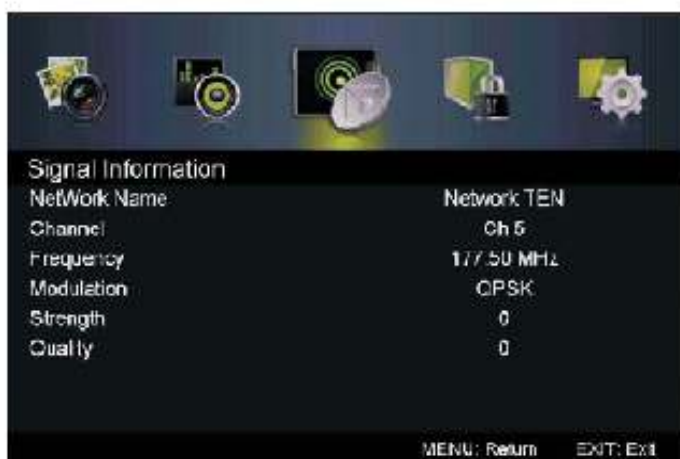 Signal Information
NetWork Name Network TEN
Channel Ch 5
Frequency 177.50 MHz
Modulation QPSK
Strength 0
Quality 0
MENU: Return EXIT: Exit